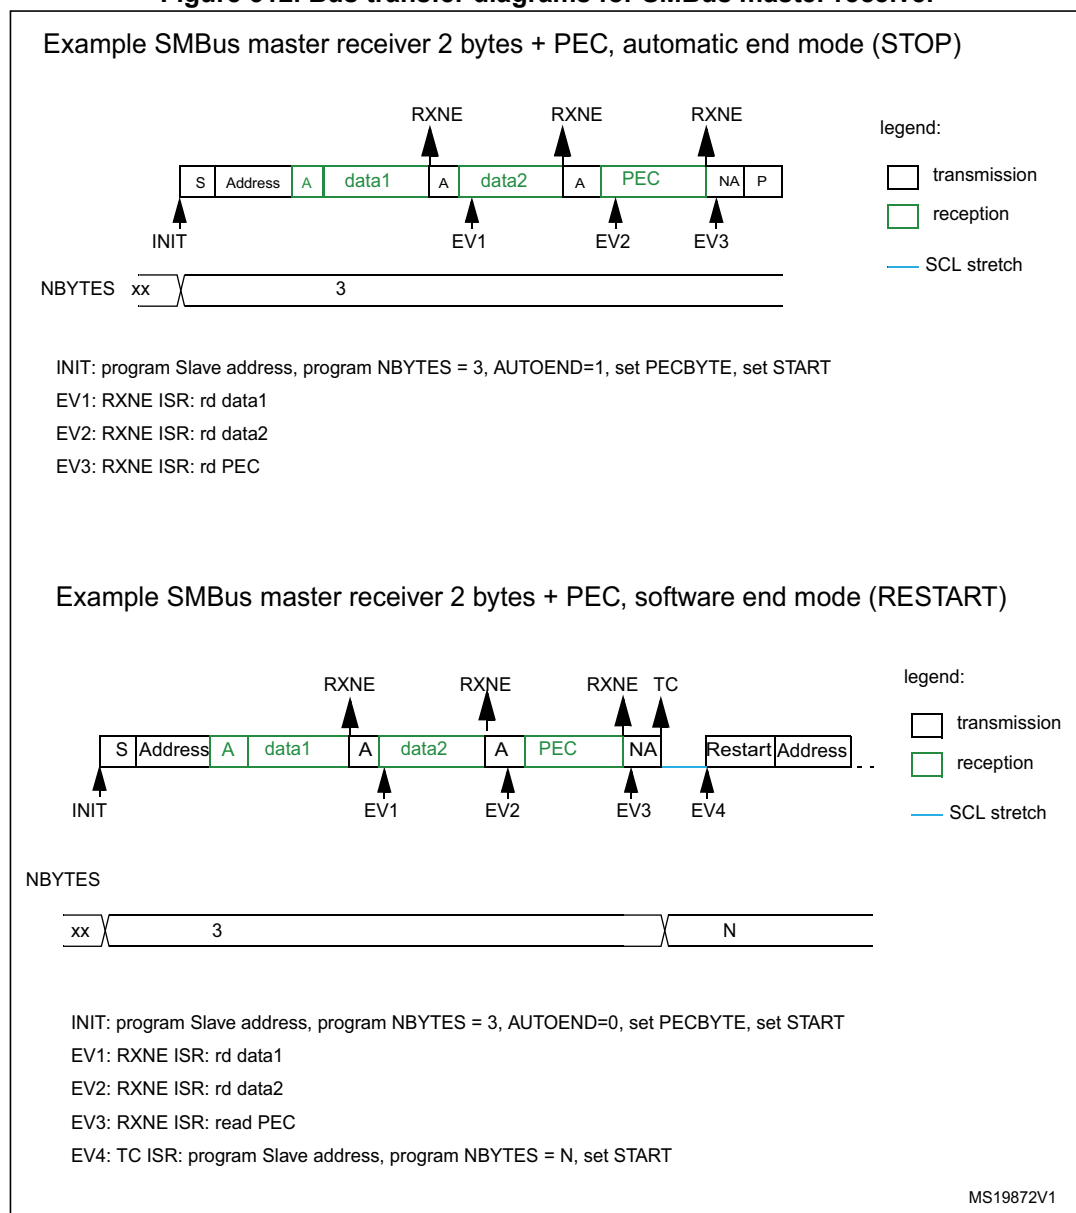 Example SMBus master receiver 2 bytes + PEC, automatic end mode (STOP)
RXNE RXNE RXNE
legend:
transmission
reception
SCL stretch
S Address A data1 A data2 A PEC NA P
INIT EV1 EV2 EV3
NBYTES xx 3
INIT: program Slave address, program NBYTES = 3, AUTOEND=1, set PECBYTE, set START
EV1: RXNE ISR: rd data1
EV2: RXNE ISR: rd data2
EV3: RXNE ISR: rd PEC
Example SMBus master receiver 2 bytes + PEC, software end mode (RESTART)
RXNE RXNE RXNE TC
legend:
transmission
reception
SCL stretch
S Address A data1 A data2 A PEC NA Restart Address
INIT EV1 EV2 EV3 EV4
NBYTES
xx 3 N
INIT: program Slave address, program NBYTES = 3, AUTOEND=0, set PECBYTE, set START
EV1: RXNE ISR: rd data1
EV2: RXNE ISR: rd data2
EV3: RXNE ISR: read PEC
EV4: TC ISR: program Slave address, program NBYTES = N, set START
MS19872V1